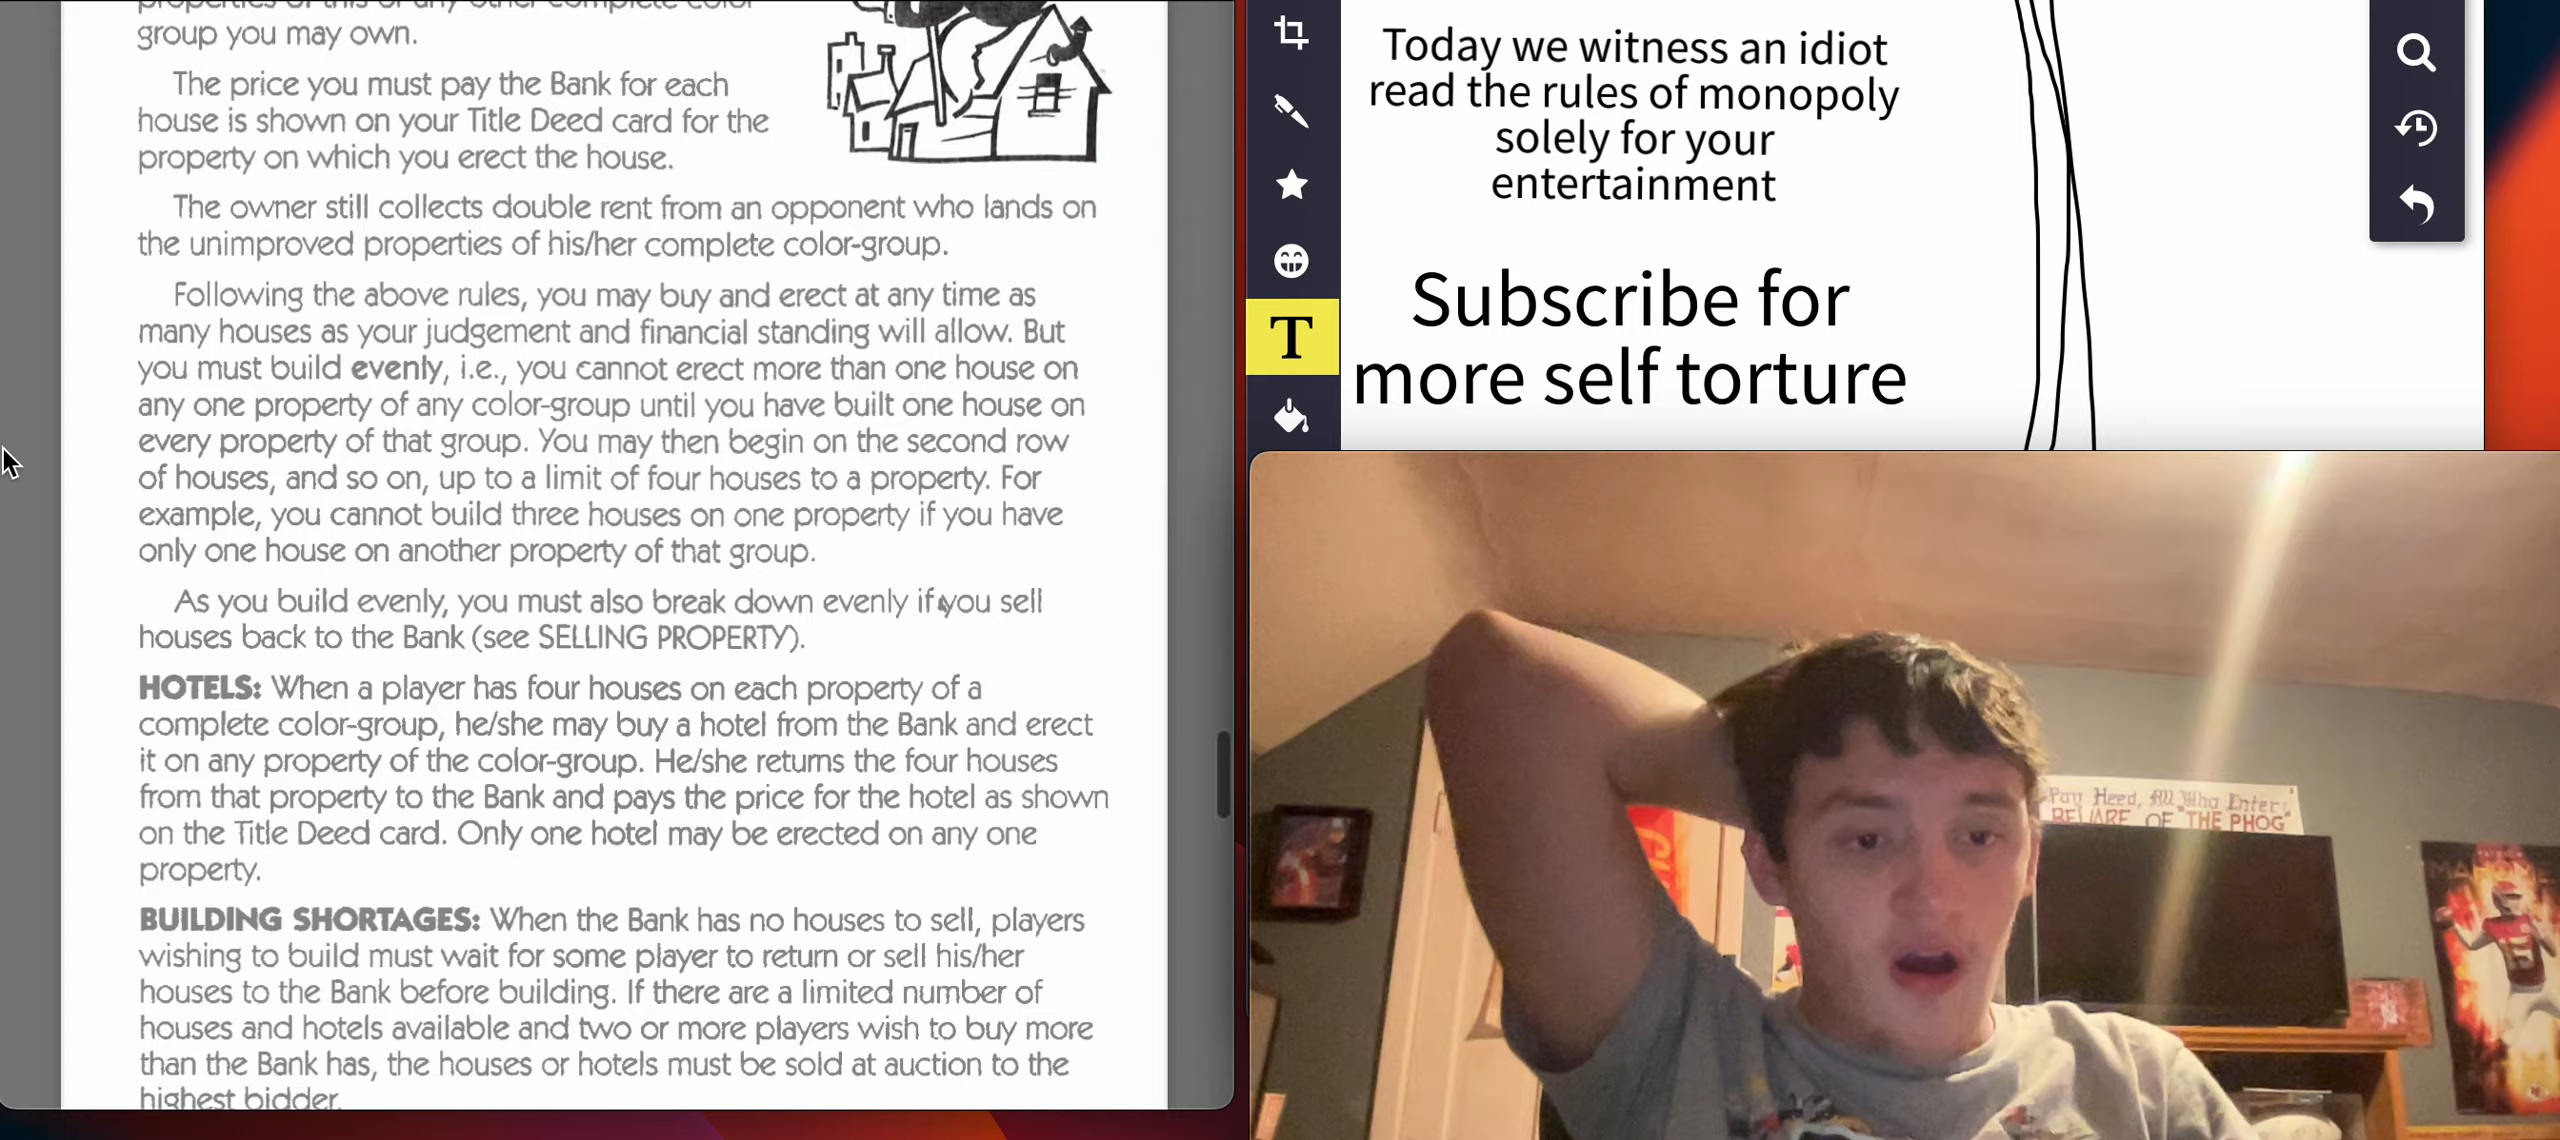 group you may own.
The price you must pay the Bank for each
house is shown on your Title Deed card for the
property on which you erect the house.
The owner still collects double rent from an opponent who lands on
the unimproved properties of his/her complete color-group.
Following the above rules, you may buy and erect at any time as
many houses as your judgement and financial standing will allow. But
you must build evenly, i.e., you cannot erect more than one house on
any one property of any color-group until you have built one house on
every property of that group. You may then begin on the second row
of houses, and so on, up to a limit of four houses to a property. For
example, you cannot build three houses on one property if you have
only one house on another property of that group.
As you build evenly, you must also break down evenly if you sell
houses back to the Bank (see SELLING PROPERTY).
HOTELS: When a player has four houses on each property of a
complete color-group, he/she may buy a hotel from the Bank and erect
it on any property of the color-group. He/she returns the four houses
from that property to the Bank and pays the price for the hotel as shown
on the Title Deed card. Only one hotel may be erected on any one
property.
BUILDING SHORTAGES: When the Bank has no houses to sell, players
wishing to build must wait for some player to return or sell his/her
houses to the Bank before building. If there are a limited number of
houses and hotels available and two or more players wish to buy more
than the Bank has, the houses or hotels must be sold at auction to the
highest bidder.
Today we witness an idiot
read the rules of monopoly
solely for your
entertainment
Subscribe for
more self torture
T
Pay Heed, All Who Enter:
BEWARE OF "THE PHOG"
15